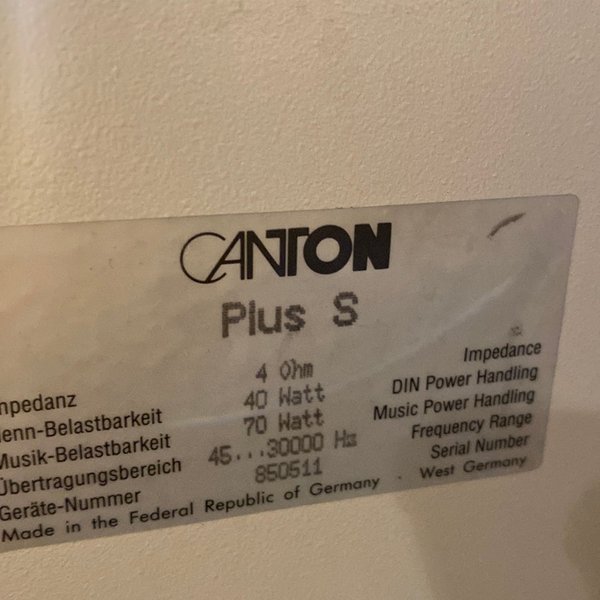 CANTON
Plus S
mpedanz 4 Ohm Impedance
enn-Belastbarkeit 40 Watt DIN Power Handling
Musik-Belastbarkeit 70 Watt Music Power Handling
Übertragungsbereich 45...30000 Hz Frequency Range
Geräte-Nummer 850511 Serial Number
Made in the Federal Republic of Germany · West Germany